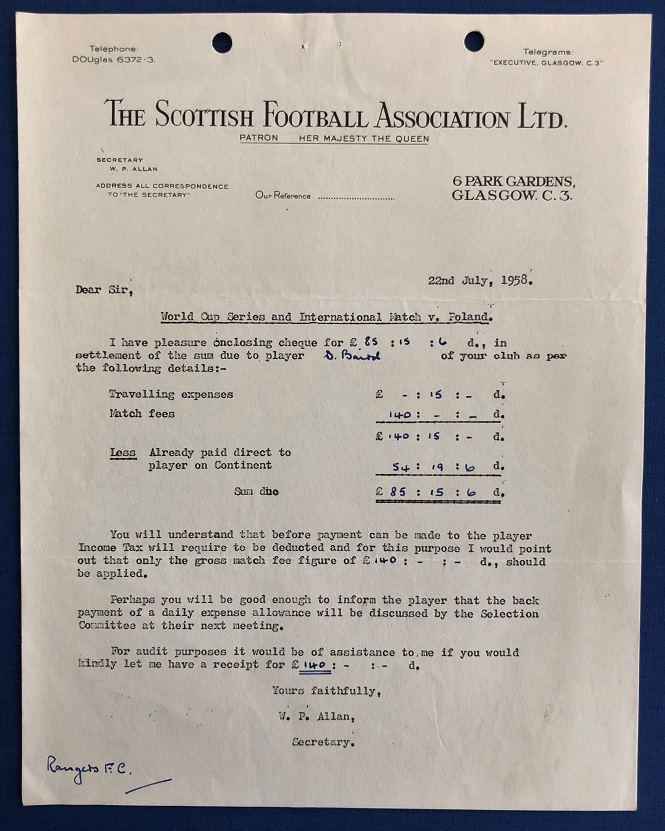 Telephone:
DOUglas 6372-3.
Telegrams:
"EXECUTIVE, GLASGOW, C.3"
THE SCOTTISH FOOTBALL ASSOCIATION LTD.
PATRON HER MAJESTY THE QUEEN
SECRETARY
W. P. ALLAN
ADDRESS ALL CORRESPONDENCE
TO "THE SECRETARY"
Our Reference ..............................
6 PARK GARDENS,
GLASGOW. C. 3.
22nd July, 1958.
Dear Sir,
World Cup Series and International Match v. Poland.
I have pleasure enclosing cheque for £ 85 : 15 : 6 d., in
settlement of the sum due to player D. Baird of your club as per
the following details:-
Travelling expenses £ - : 15 : - d.
Match fees 140 : - : - d.
£ 140 : 15 : - d.
Less Already paid direct to
player on Continent 54 : 19 : 6 d.
Sum due £ 85 : 15 : 6 d.
You will understand that before payment can be made to the player
Income Tax will require to be deducted and for this purpose I would point
out that only the gross match fee figure of £ 140 : - : - d., should
be applied.
Perhaps you will be good enough to inform the player that the back
payment of a daily expense allowance will be discussed by the Selection
Committee at their next meeting.
For audit purposes it would be of assistance to me if you would
kindly let me have a receipt for £ 140 : - : - d.
Yours faithfully,
W. P. Allan,
Secretary.
Rangers F.C.